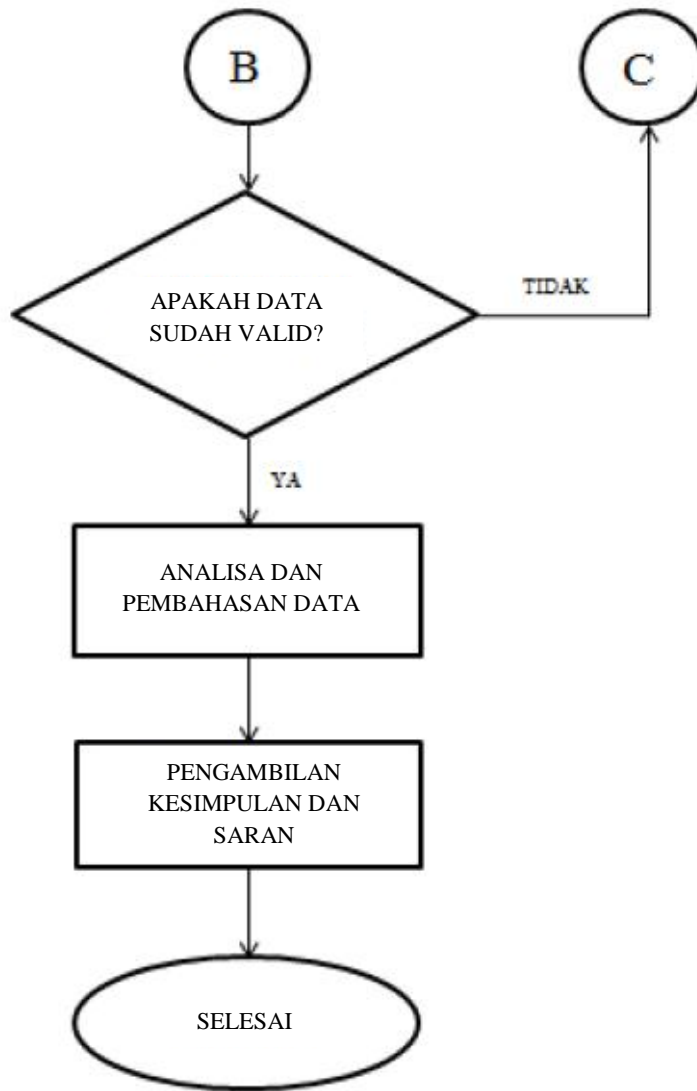 B
C
APAKAH DATA
SUDAH VALID?
TIDAK
YA
ANALISA DAN
PEMBAHASAN DATA
PENGAMBILAN
KESIMPULAN DAN
SARAN
SELESAI